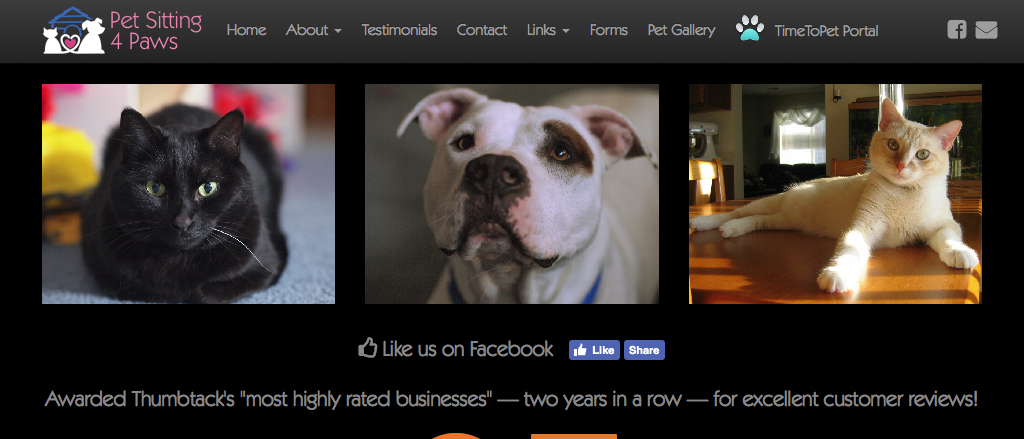 Pet Sitting
4 Paws
Home About Testimonials Contact Links Forms Pet Gallery TimeToPet Portal
Like us on Facebook Like Share
Awarded Thumbtack's "most highly rated businesses" — two years in a row — for excellent customer reviews!